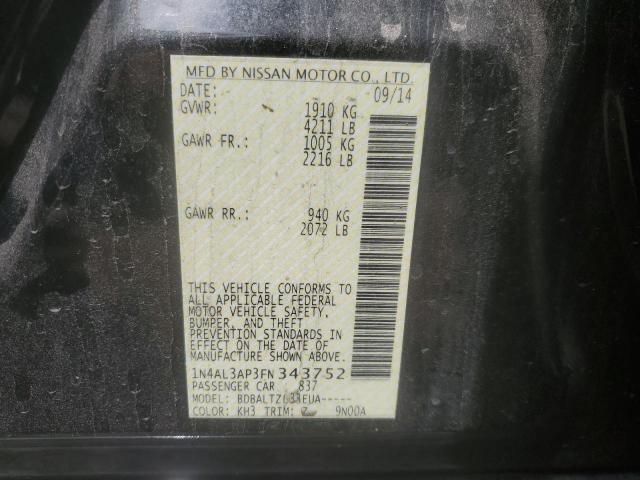 MFD BY NISSAN MOTOR CO., LTD.
DATE: 09/14
GVWR: 1910 KG
4211 LB
GAWR FR.: 1005 KG
2216 LB
GAWR RR.: 940 KG
2072 LB
THIS VEHICLE CONFORMS TO
ALL APPLICABLE FEDERAL
MOTOR VEHICLE SAFETY,
BUMPER, AND THEFT
PREVENTION STANDARDS IN
EFFECT ON THE DATE OF
MANUFACTURE SHOWN ABOVE.
1N4AL3AP3FN343752
PASSENGER CAR 837
MODEL:
COLOR: KH3 TRIM: 9N00A